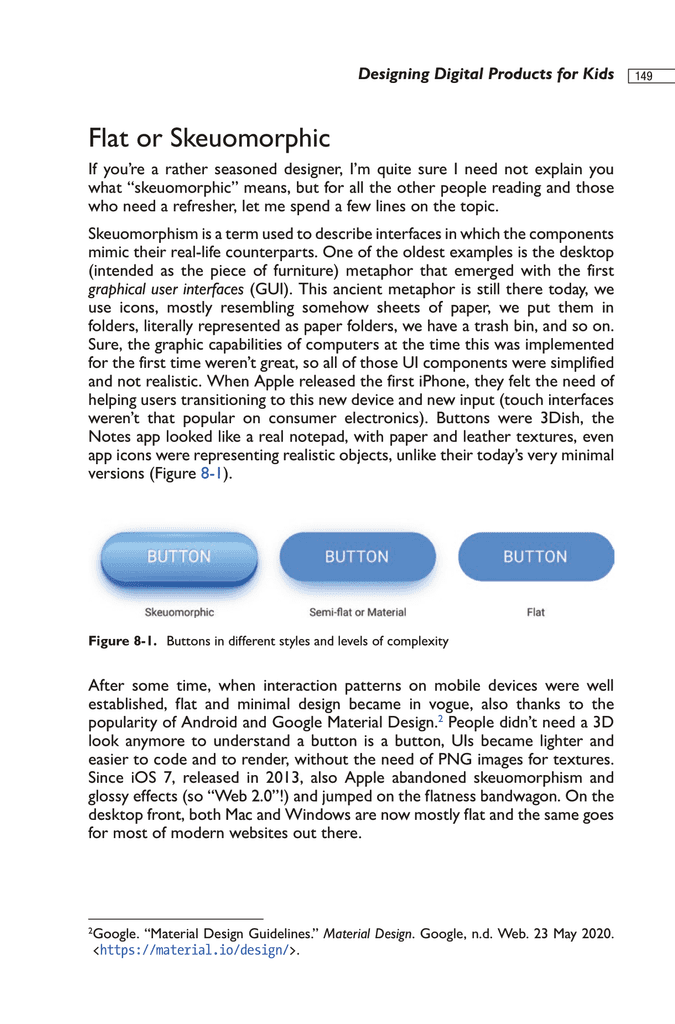 Designing Digital Products for Kids 149
Flat or Skeuomorphic
If you’re a rather seasoned designer, I’m quite sure I need not explain you
what “skeuomorphic” means, but for all the other people reading and those
who need a refresher, let me spend a few lines on the topic.
Skeuomorphism is a term used to describe interfaces in which the components
mimic their real-life counterparts. One of the oldest examples is the desktop
(intended as the piece of furniture) metaphor that emerged with the first
graphical user interfaces (GUI). This ancient metaphor is still there today, we
use icons, mostly resembling somehow sheets of paper, we put them in
folders, literally represented as paper folders, we have a trash bin, and so on.
Sure, the graphic capabilities of computers at the time this was implemented
for the first time weren’t great, so all of those UI components were simplified
and not realistic. When Apple released the first iPhone, they felt the need of
helping users transitioning to this new device and new input (touch interfaces
weren’t that popular on consumer electronics). Buttons were 3Dish, the
Notes app looked like a real notepad, with paper and leather textures, even
app icons were representing realistic objects, unlike their today’s very minimal
versions (Figure 8-1).
BUTTON BUTTON BUTTON
Skeuomorphic Semi-flat or Material Flat
Figure 8-1. Buttons in different styles and levels of complexity
After some time, when interaction patterns on mobile devices were well
established, flat and minimal design became in vogue, also thanks to the
popularity of Android and Google Material Design.2 People didn’t need a 3D
look anymore to understand a button is a button, UIs became lighter and
easier to code and to render, without the need of PNG images for textures.
Since iOS 7, released in 2013, also Apple abandoned skeuomorphism and
glossy effects (so “Web 2.0”!) and jumped on the flatness bandwagon. On the
desktop front, both Mac and Windows are now mostly flat and the same goes
for most of modern websites out there.
2Google. “Material Design Guidelines.” Material Design. Google, n.d. Web. 23 May 2020.
<https://material.io/design/>.